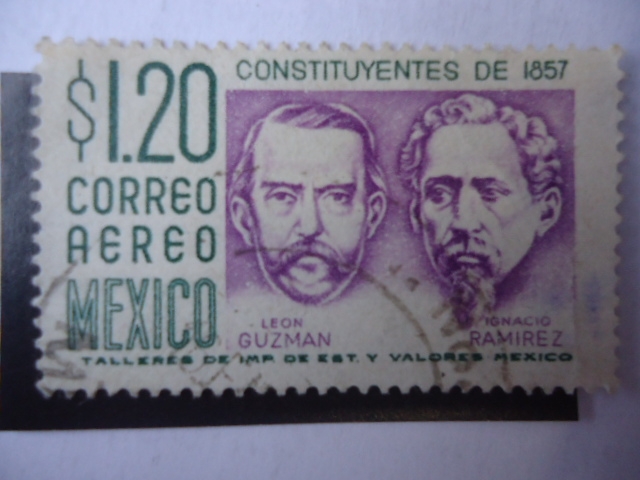 $1.20
CONSTITUYENTES DE 1857
CORREO
AEREO
MEXICO
LEON
GUZMAN
IGNACIO
RAMIREZ
TALLERES DE IMP. DE EST. Y VALORES MEXICO